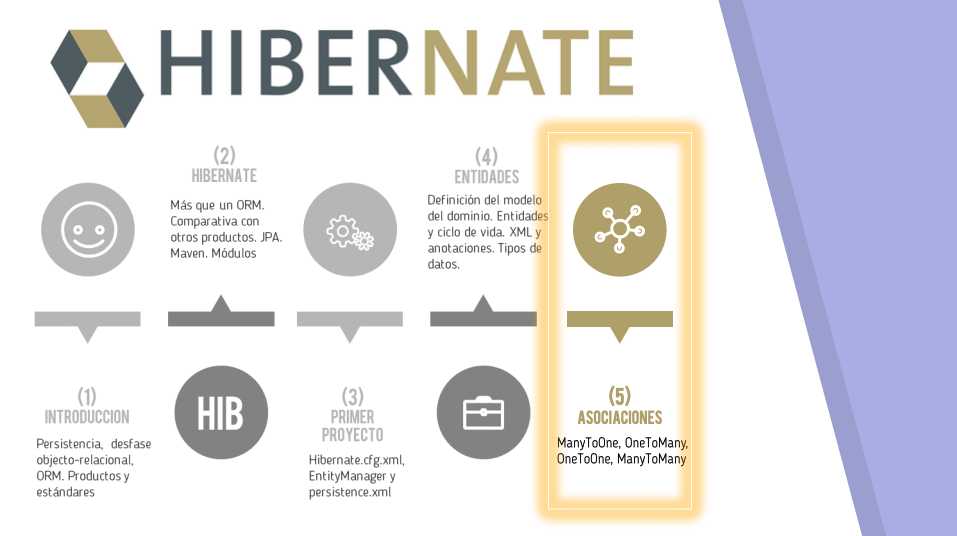 HIBERNATE
(1)
INTRODUCCION
Persistencia, desfase
objecto-relacional,
ORM. Productos y
estándares
(2)
HIBERNATE
Más que un ORM.
Comparativa con
otros productos. JPA.
Maven. Módulos
HIB
(3)
PRIMER
PROYECTO
Hibernate.cfg.xml,
EntityManager y
persistence.xml
(4)
ENTIDADES
Definición del modelo
del dominio. Entidades
y ciclo de vida. XML y
anotaciones. Tipos de
datos.
(5)
ASOCIACIONES
ManyToOne, OneToMany,
OneToOne, ManyToMany